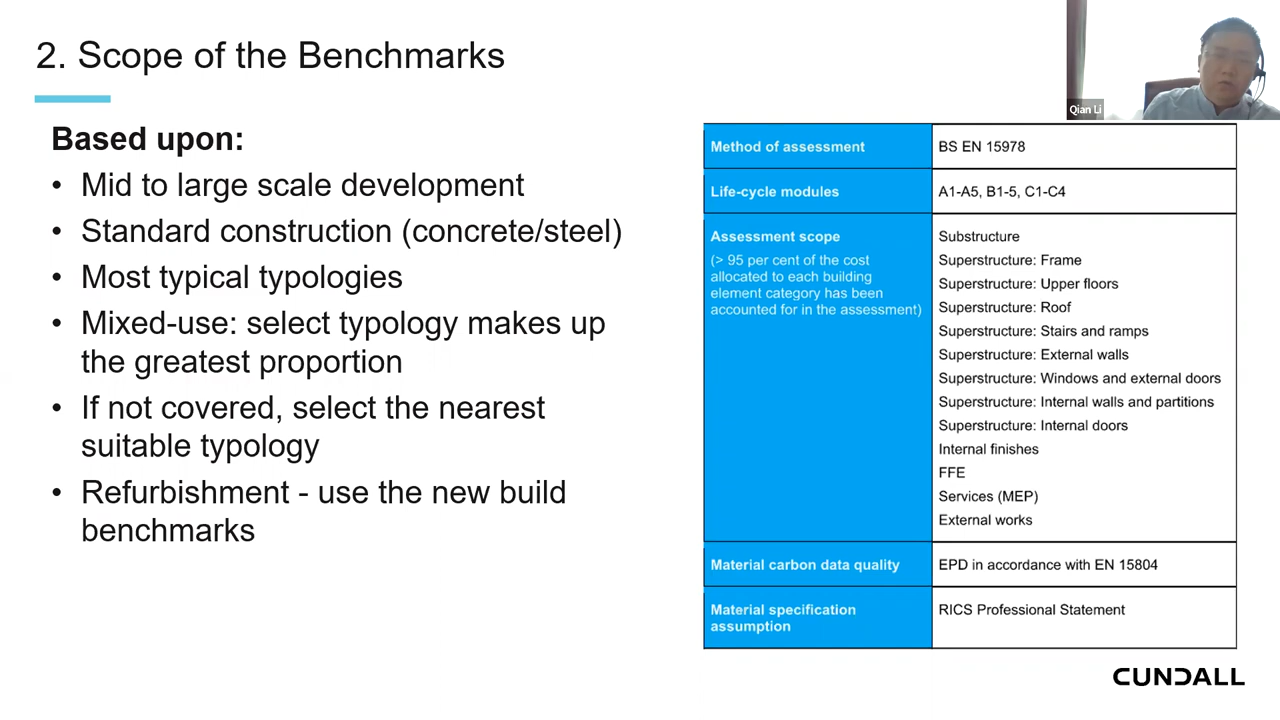 2. Scope of the Benchmarks
Qian Li
Based upon:
• Mid to large scale development
• Standard construction (concrete/steel)
• Most typical typologies
• Mixed-use: select typology makes up
the greatest proportion
• If not covered, select the nearest
suitable typology
• Refurbishment - use the new build
benchmarks
Method of assessment
BS EN 15978
Life-cycle modules
A1-A5, B1-5, C1-C4
Assessment scope
(> 95 per cent of the cost
allocated to each building
element category has been
accounted for in the assessment)
Substructure
Superstructure: Frame
Superstructure: Upper floors
Superstructure: Roof
Superstructure: Stairs and ramps
Superstructure: External walls
Superstructure: Windows and external doors
Superstructure: Internal walls and partitions
Superstructure: Internal doors
Internal finishes
FFE
Services (MEP)
External works
Material carbon data quality
EPD in accordance with EN 15804
Material specification
assumption
RICS Professional Statement
CUNDALL